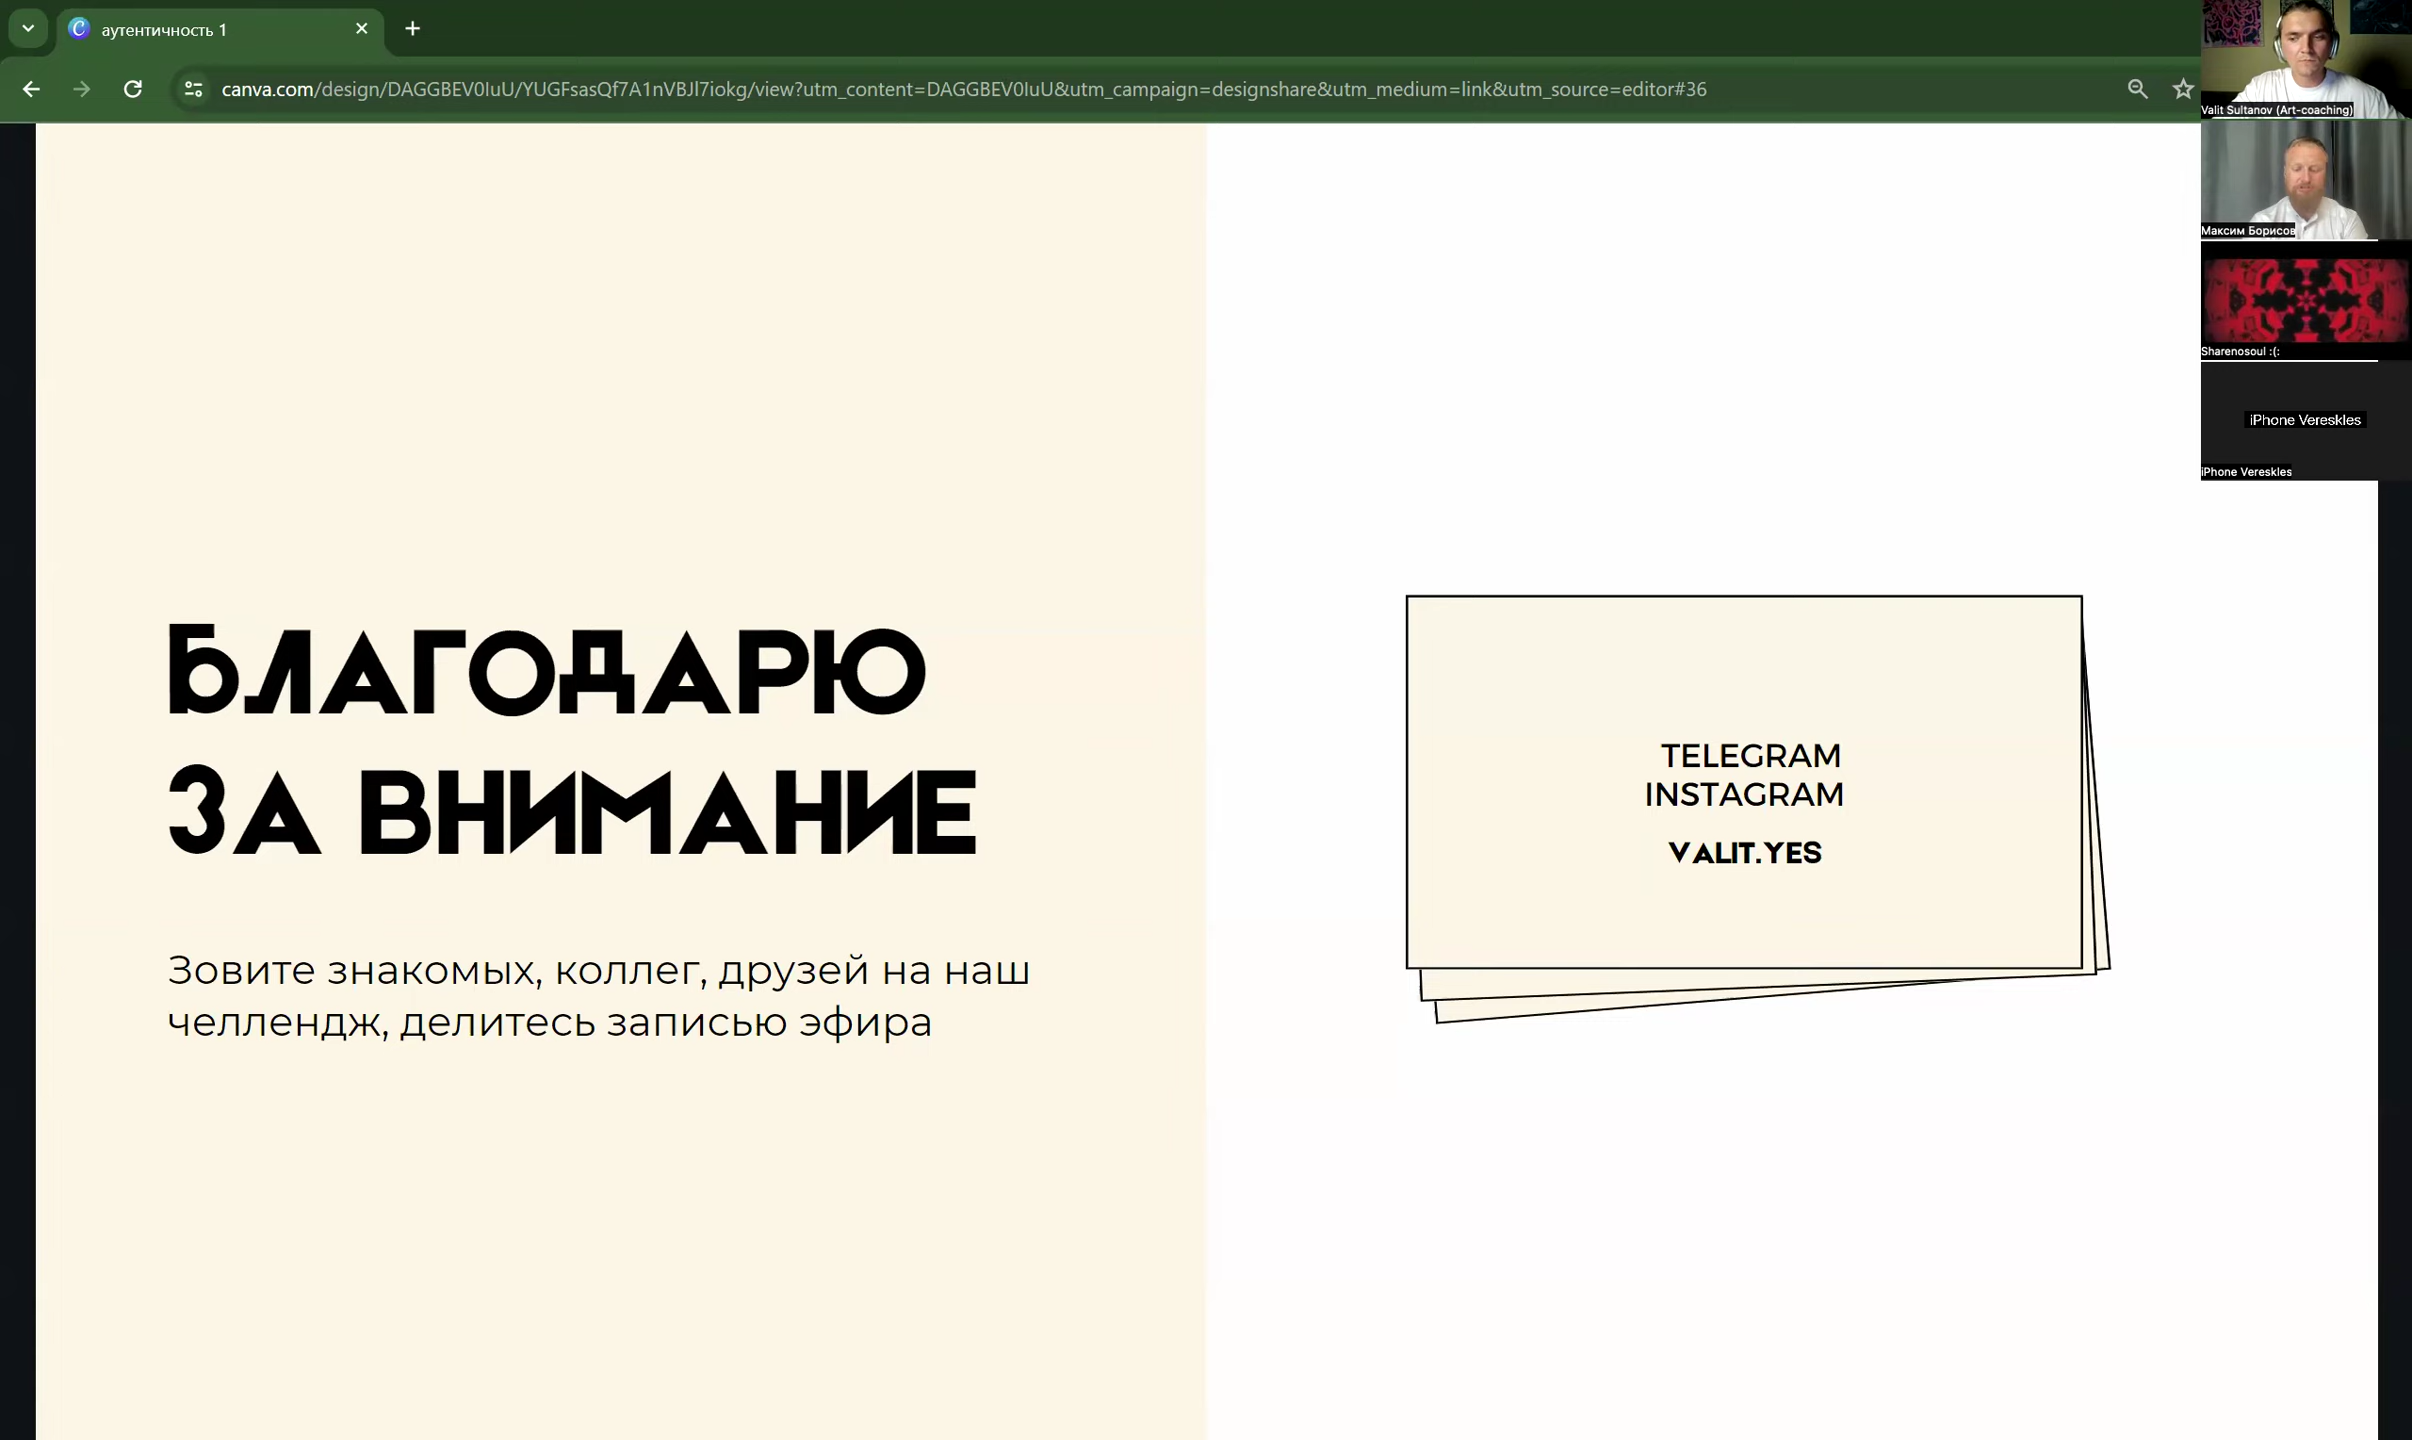 аутентичность 1
canva.com/design/DAGGBEV0IuU/YUGFsasQf7A1nVBJl7iokg/view?utm_content=DAGGBEV0IuU&utm_campaign=designshare&utm_medium=link&utm_source=editor#36
Valit Sultanov (Art-coaching)
Максим Борисов
Sharenosoul :(:
iPhone Vereskles
iPhone Vereskles
БЛАГОДАРЮ
ЗА ВНИМАНИЕ
Зовите знакомых, коллег, друзей на наш
челлендж, делитесь записью эфира
TELEGRAM
INSTAGRAM
VALIT.YES